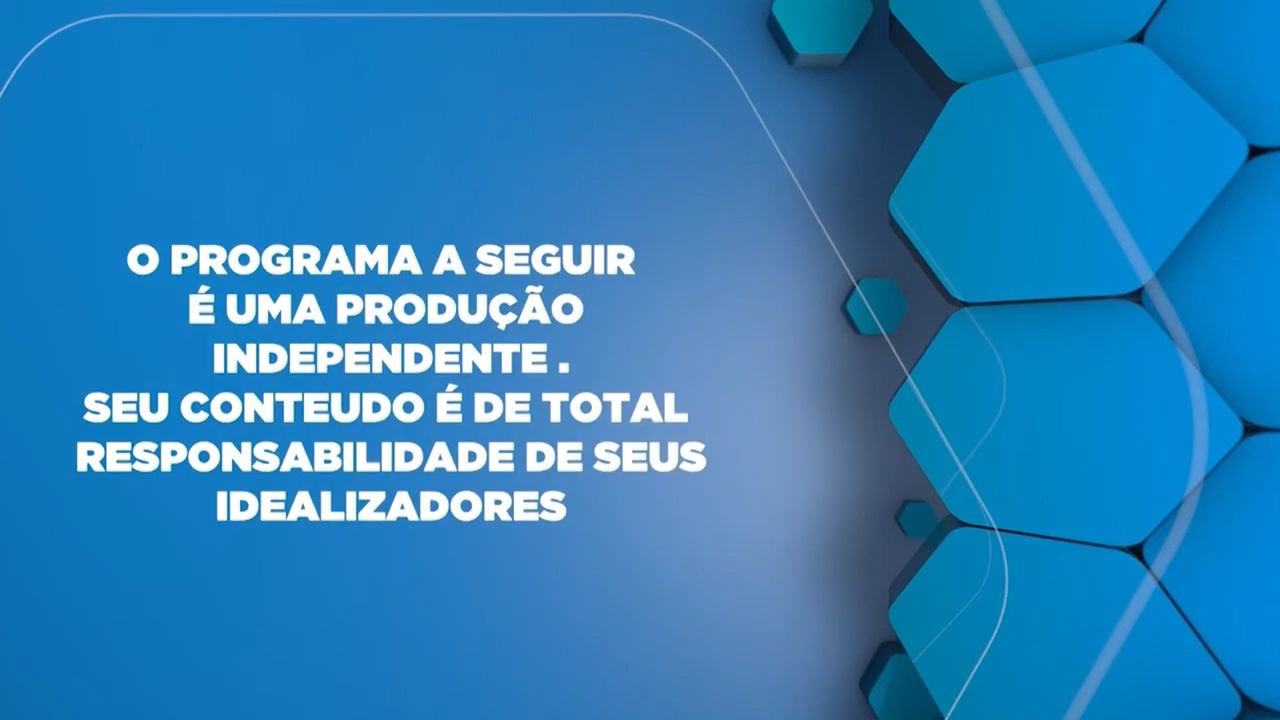 O PROGRAMA A SEGUIR
É UMA PRODUÇÃO
INDEPENDENTE .
SEU CONTEUDO É DE TOTAL
RESPONSABILIDADE DE SEUS
IDEALIZADORES